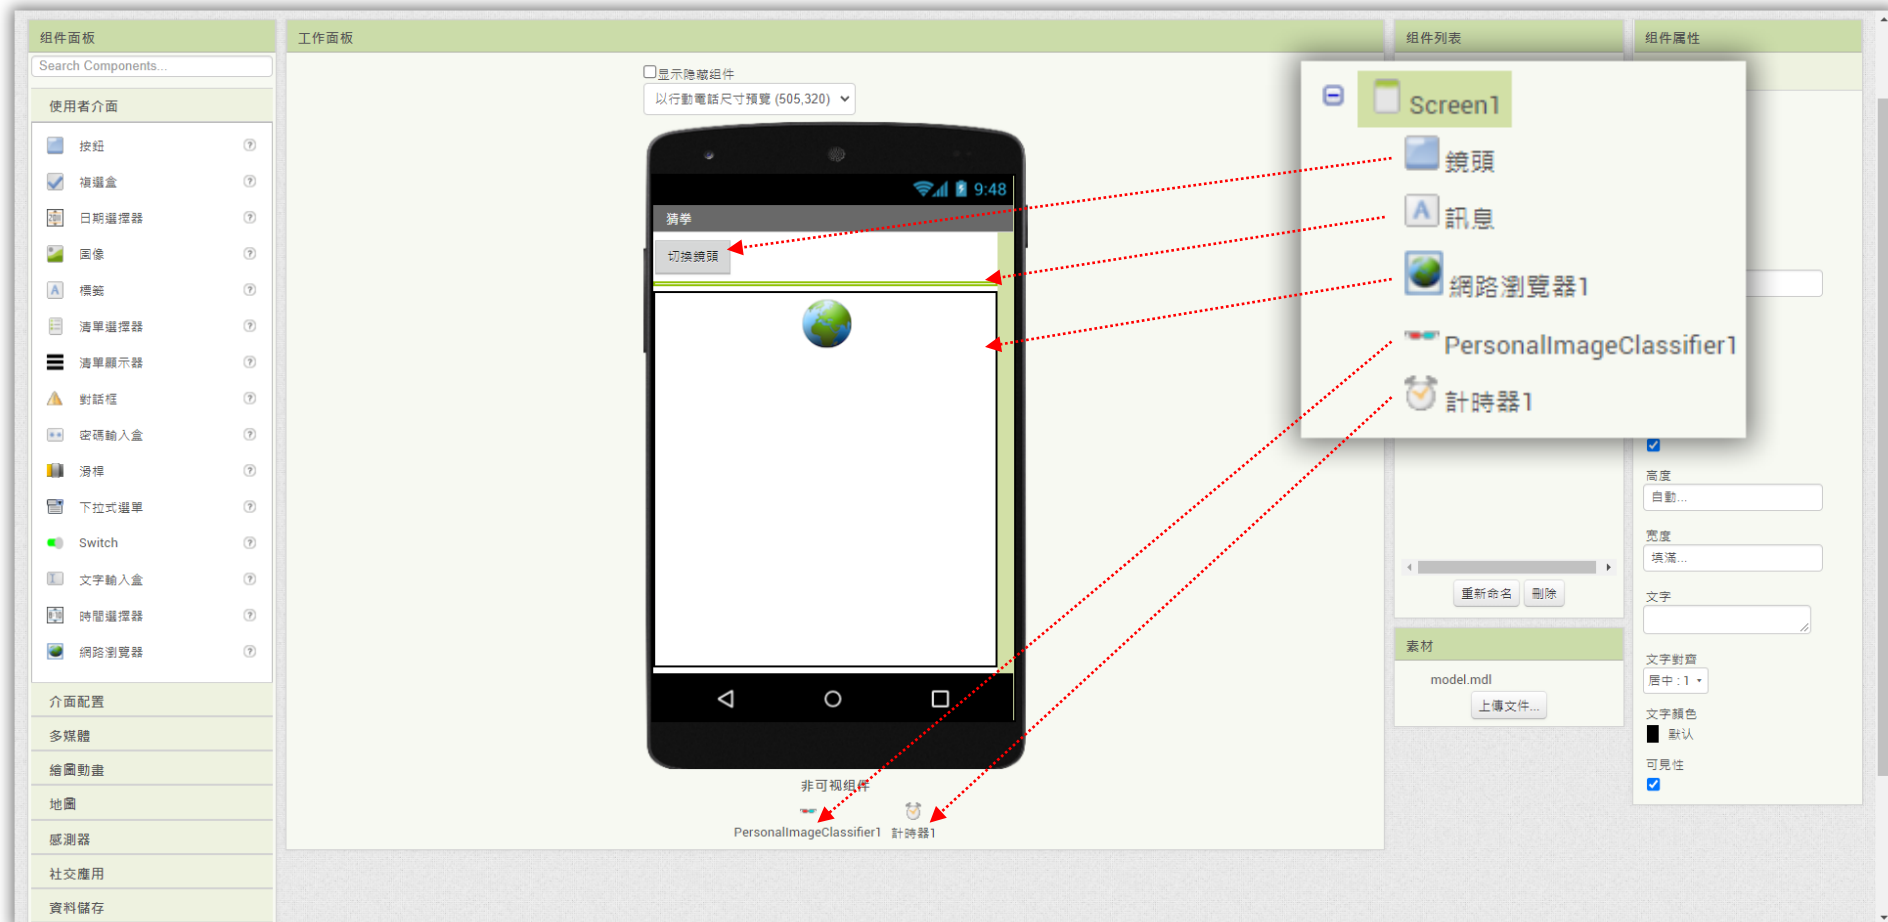 组件面板
Search Components...
使用者介面
按鈕
複選盒
日期選擇器
圖像
標籤
清單選擇器
清單顯示器
對話框
密碼輸入盒
滑桿
下拉式選單
Switch
文字輸入盒
時間選擇器
網路瀏覽器
介面配置
多媒體
繪圖動畫
地圖
感測器
社交應用
資料儲存
工作面板
显示隐藏组件
以行動電話尺寸預覽 (505,320)
9:48
猜拳
切換鏡頭
非可视组件
PersonalImageClassifier1
計時器1
组件列表
Screen1
鏡頭
訊息
網路瀏覽器1
PersonalImageClassifier1
計時器1
重新命名
刪除
素材
model.mdl
上傳文件...
组件属性
高度
自動...
宽度
填滿...
文字
文字對齊
居中 : 1
文字顏色
默认
可見性